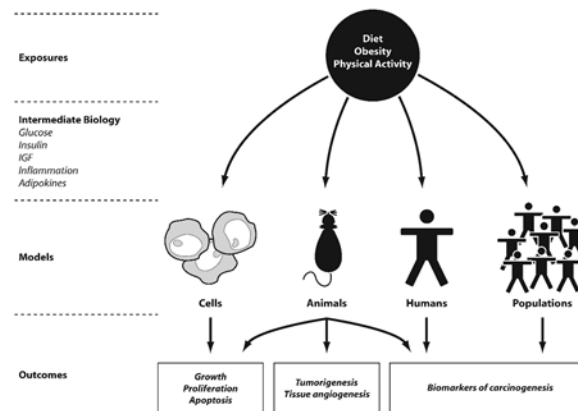 Diet
Obesity
Physical Activity
Exposures
Intermediate Biology
Glucose
Insulin
IGF
Inflammation
Adipokines
Models
Cells
Animals
Humans
Populations
Outcomes
Growth
Proliferation
Apoptosis
Tumorigenesis
Tissue angiogenesis
Biomarkers of carcinogenesis